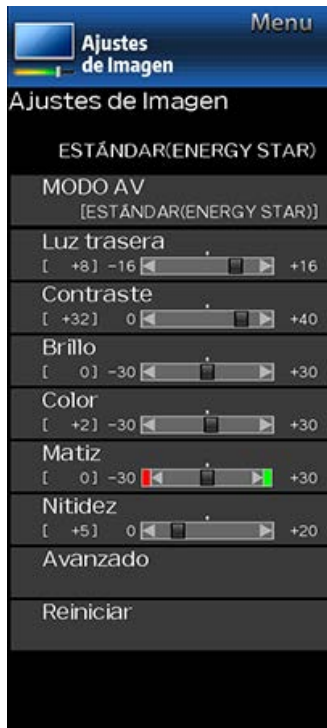 Menu
Ajustes
de Imagen
Ajustes de Imagen
ESTÁNDAR(ENERGY STAR)
MODO AV
[ESTÁNDAR(ENERGY STAR)]
Luz trasera
[ +8] -16 +16
Contraste
[ +32] 0 +40
Brillo
[ 0] -30 +30
Color
[ +2] -30 +30
Matiz
[ 0] -30 +30
Nitidez
[ +5] 0 +20
Avanzado
Reiniciar